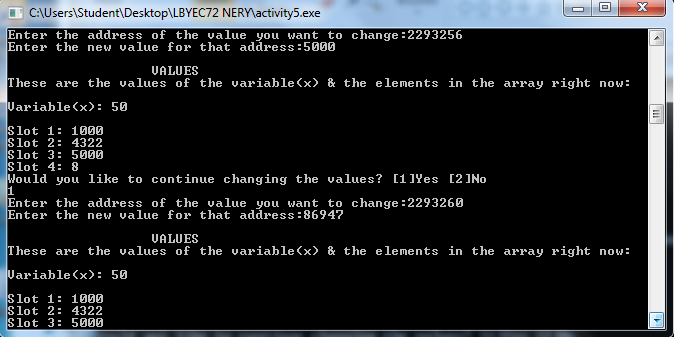 C:\Users\Student\Desktop\LBYEC72 NERY\activity5.exe
Enter the address of the value you want to change:2293256
Enter the new value for that address:5000
VALUES
These are the values of the variable(x) & the elements in the array right now:
Variable(x): 50
Slot 1: 1000
Slot 2: 4322
Slot 3: 5000
Slot 4: 8
Would you like to continue changing the values? [1]Yes [2]No
1
Enter the address of the value you want to change:2293260
Enter the new value for that address:86947
VALUES
These are the values of the variable(x) & the elements in the array right now:
Variable(x): 50
Slot 1: 1000
Slot 2: 4322
Slot 3: 5000